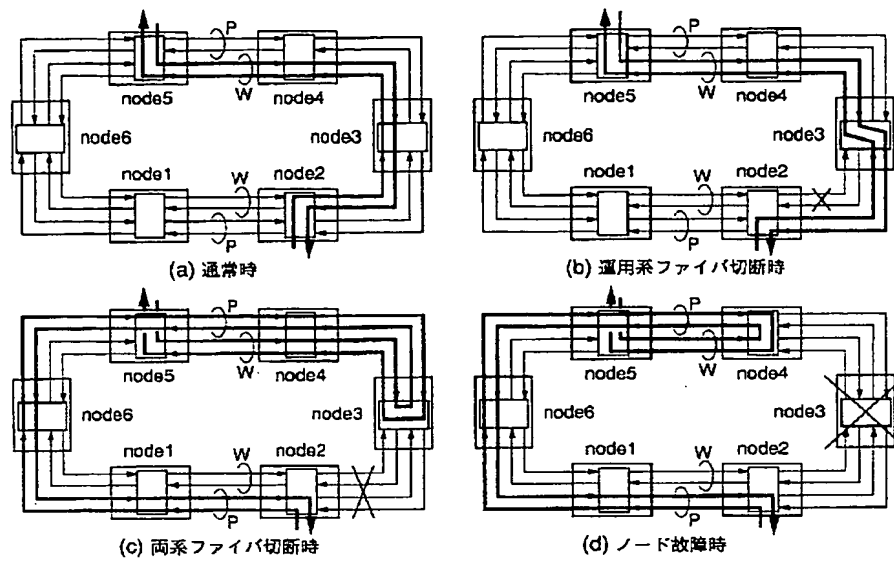 P
node5
node4
W
node6
node3
node1
node2
W
P
(a) 通常時
P
node5
node4
W
node6
node3
node1
node2
W
P
(b) 運用系ファイバ切断時
P
node5
node4
W
node6
node3
node1
node2
W
P
(c) 両系ファイバ切断時
P
node5
node4
W
node6
node3
node1
node2
W
P
(d) ノード故障時